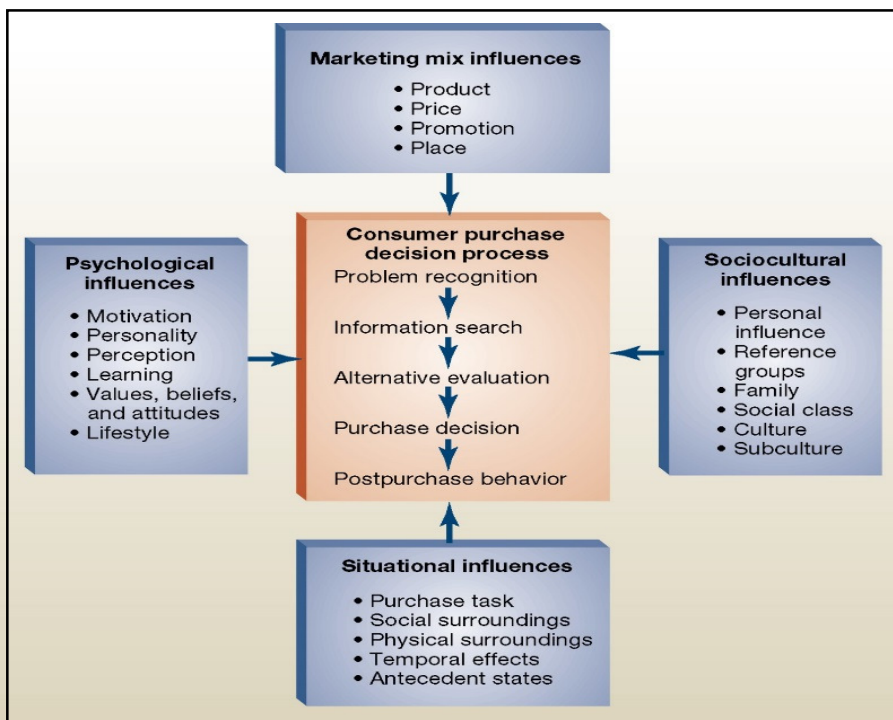 Marketing mix influences
• Product
• Price
• Promotion
• Place
Psychological
influences
• Motivation
• Personality
• Perception
• Learning
• Values, beliefs,
and attitudes
• Lifestyle
Consumer purchase
decision process
Problem recognition
Information search
Alternative evaluation
Purchase decision
Postpurchase behavior
Sociocultural
influences
• Personal
influence
• Reference
groups
• Family
• Social class
• Culture
• Subculture
Situational influences
• Purchase task
• Social surroundings
• Physical surroundings
• Temporal effects
• Antecedent states